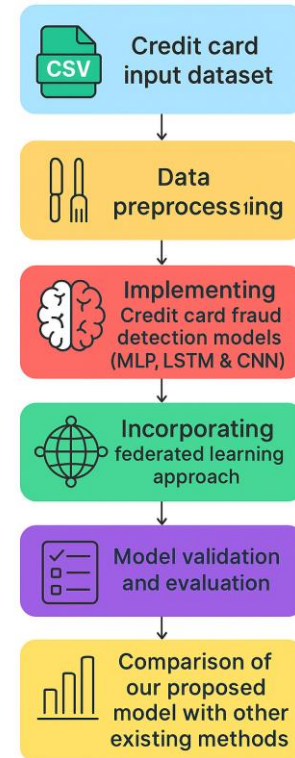 CSV
Credit card
input dataset
Data
preprocessing
Implementing
Credit card fraud
detection models
(MLP, LSTM & CNN)
Incorporating
federated learning
approach
Model validation
and evaluation
Comparison of
our proposed
model with other
existing methods